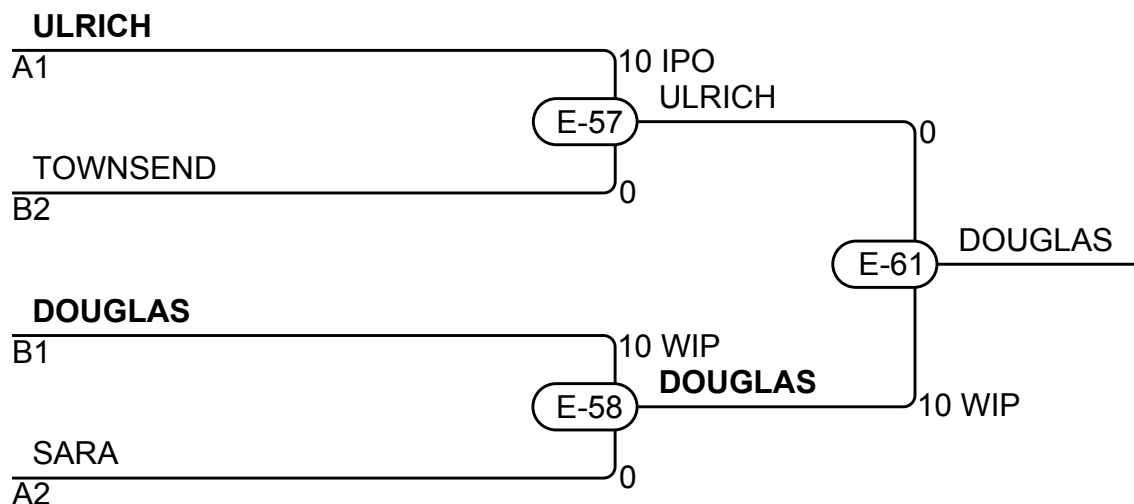 ULRICH
A1
10 IPO
ULRICH
E-57
0
TOWNSEND
0
B2
DOUGLAS
E-61
DOUGLAS
B1
10 WIP
DOUGLAS
E-58
10 WIP
SARA
0
A2